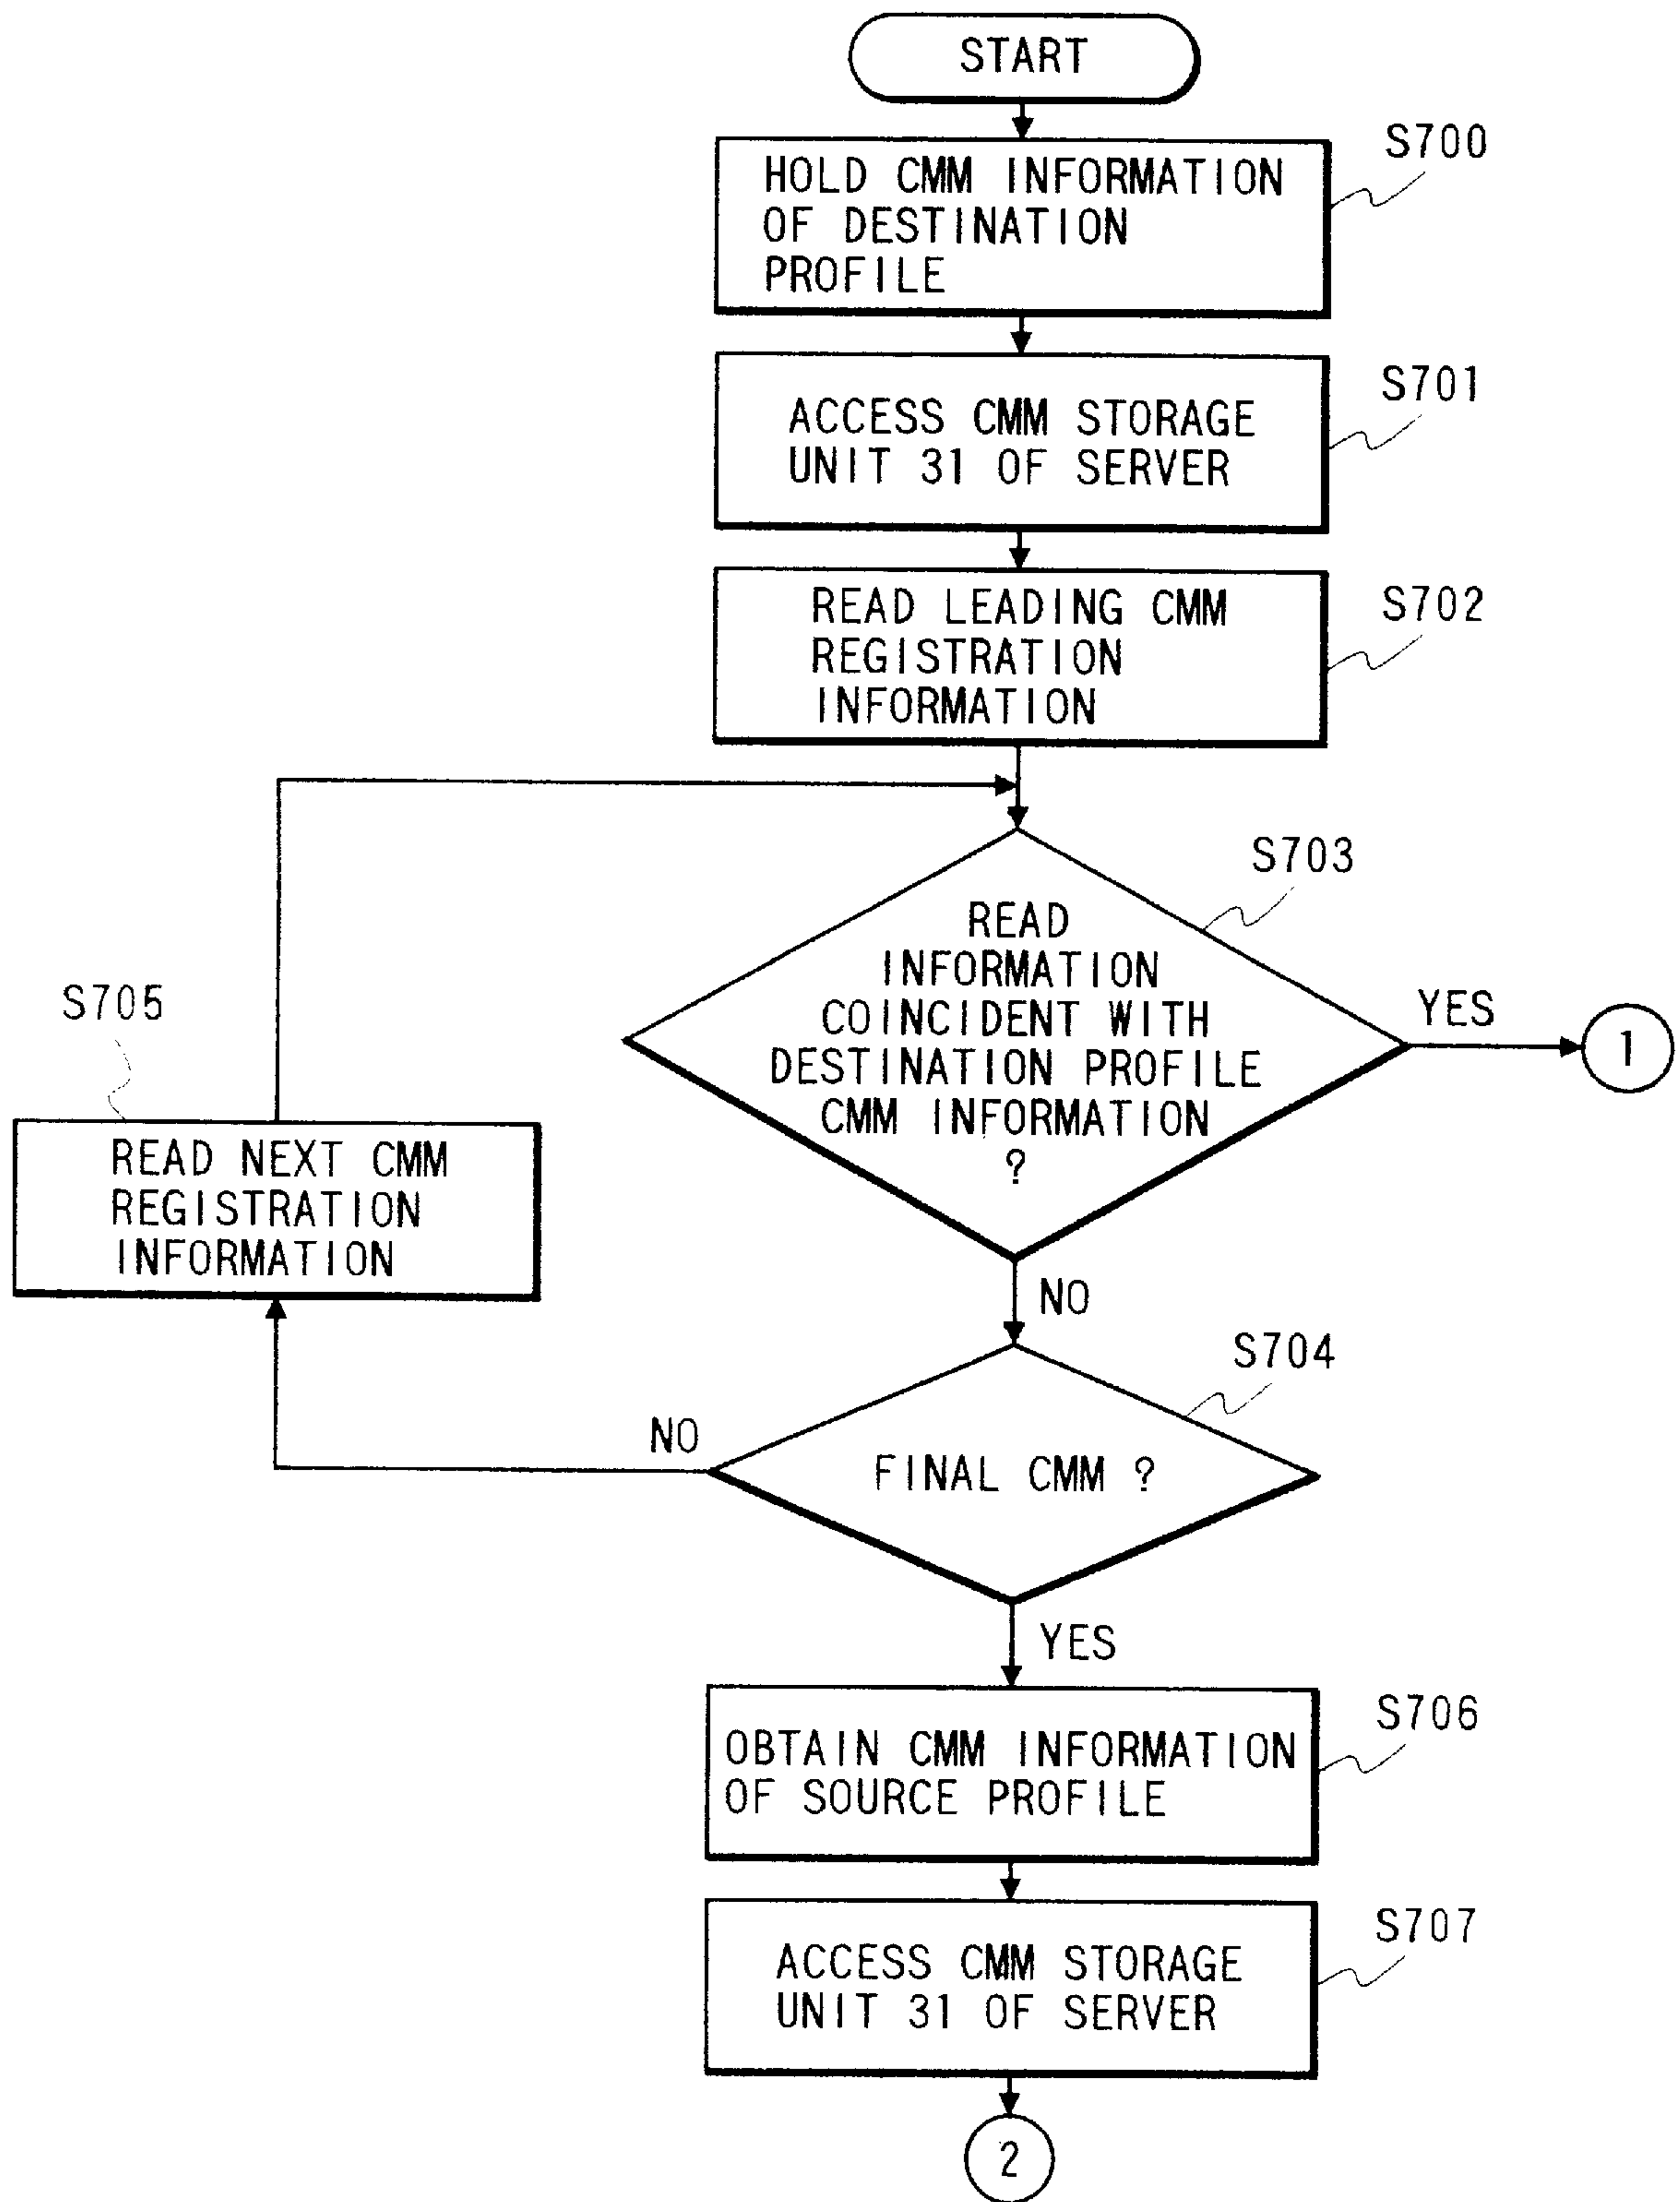 START
S700
HOLD CMM INFORMATION
OF DESTINATION
PROFILE
S701
ACCESS CMM STORAGE
UNIT 31 OF SERVER
S702
READ LEADING CMM
REGISTRATION
INFORMATION
S703
READ
INFORMATION
COINCIDENT WITH
DESTINATION PROFILE
CMM INFORMATION
?
YES
1
S705
READ NEXT CMM
REGISTRATION
INFORMATION
NO
S704
NO
FINAL CMM ?
YES
S706
OBTAIN CMM INFORMATION
OF SOURCE PROFILE
S707
ACCESS CMM STORAGE
UNIT 31 OF SERVER
2